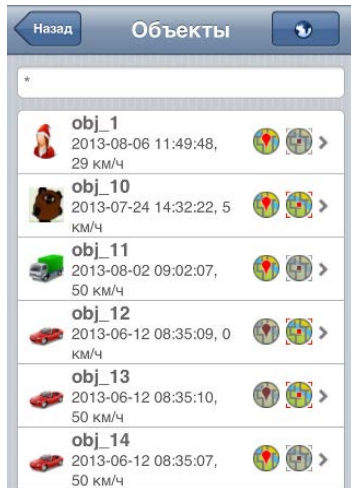 Назад
Объекты
*
obj_1
2013-08-06 11:49:48,
29 км/ч
obj_10
2013-07-24 14:32:22, 5
км/ч
obj_11
2013-08-02 09:02:07,
50 км/ч
obj_12
2013-06-12 08:35:09, 0
км/ч
obj_13
2013-06-12 08:35:10,
50 км/ч
obj_14
2013-06-12 08:35:07,
50 км/ч